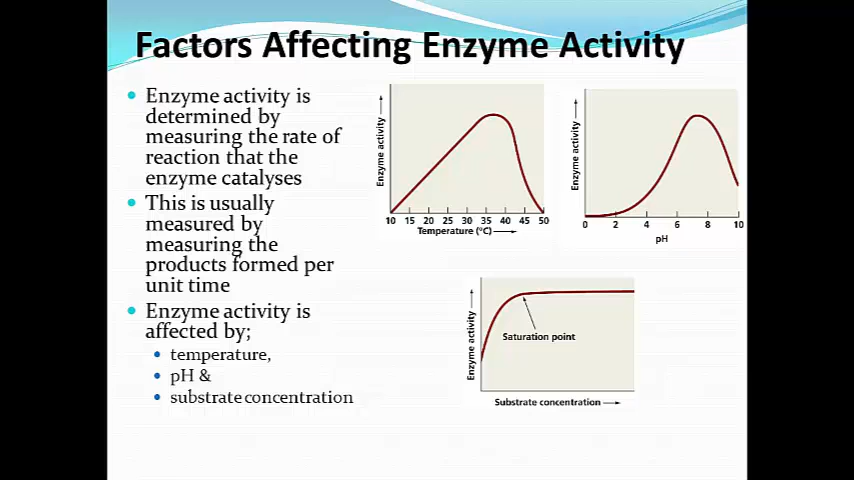 Factors Affecting Enzyme Activity
Enzyme activity is
determined by
measuring the rate of
reaction that the
enzyme catalyses
This is usually
measured by
measuring the
products formed per
unit time
Enzyme activity is
affected by;
temperature,
pH &
substrate concentration
Enzyme activity
10 15 20 25 30 35 40 45 50
Temperature (°C)
Enzyme activity
0 2 4 6 8 10
pH
Enzyme activity
Saturation point
Substrate concentration